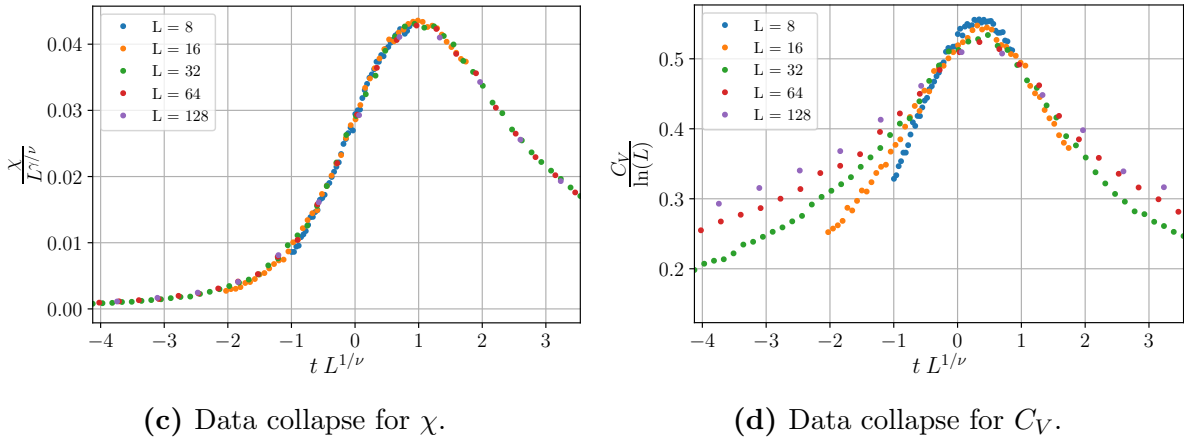 0.04
0.03
0.02
0.01
0.00
χ
L^{γ/ν}
L = 8
L = 16
L = 32
L = 64
L = 128
−4 −3 −2 −1 0 1 2 3
t L^{1/ν}
(c) Data collapse for χ.
0.5
0.4
0.3
0.2
C_V
ln(L)
L = 8
L = 16
L = 32
L = 64
L = 128
−4 −3 −2 −1 0 1 2 3
t L^{1/ν}
(d) Data collapse for C_V.